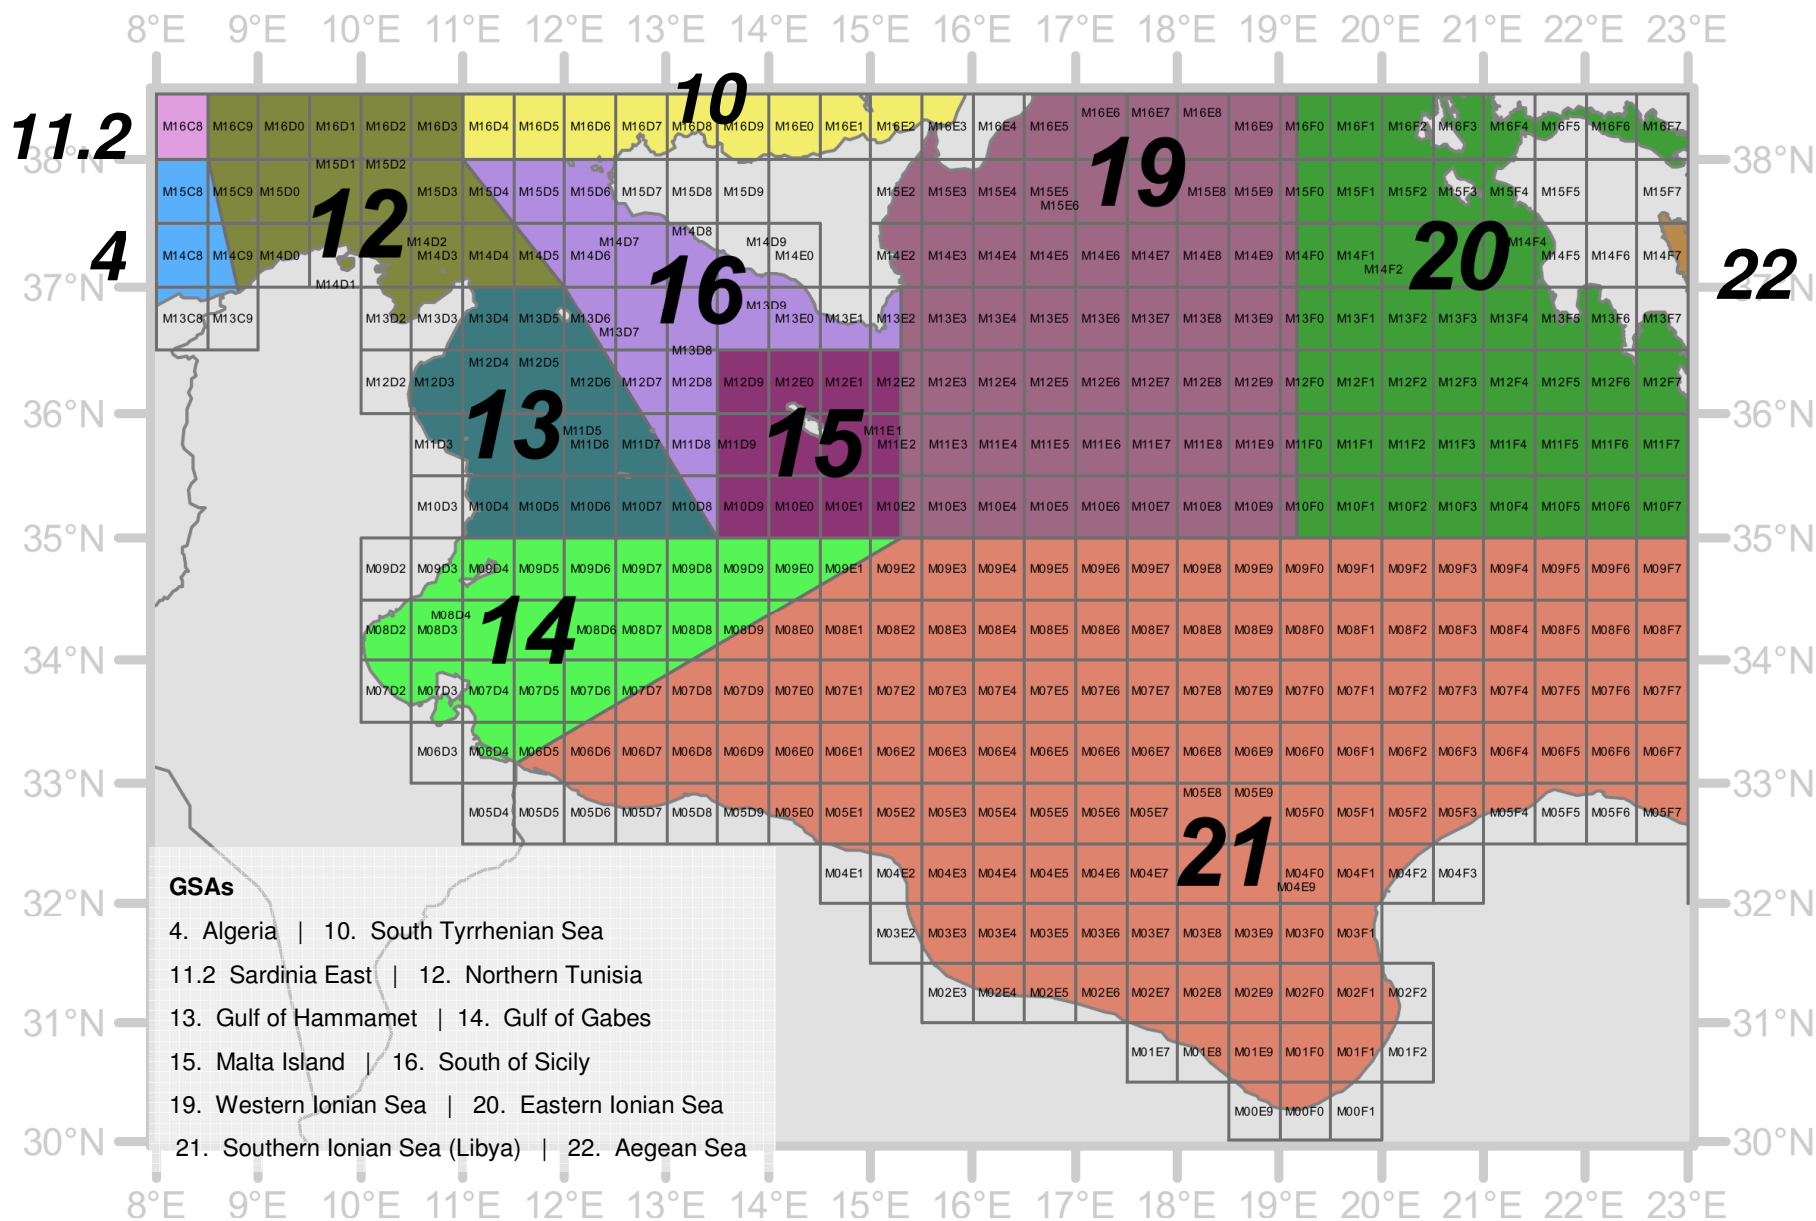 8°E 9°E 10°E 11°E 12°E 13°E 14°E 15°E 16°E 17°E 18°E 19°E 20°E 21°E 22°E 23°E
10
11.2
M16C8 M16C9 M16D0 M16D1 M16D2 M16D3 M16D4 M16D5 M16D6 M16D7 M16D8 M16D9 M16E0 M16E1 M16E2 M16E3 M16E4 M16E5 M16E6 M16E7 M16E8 M16E9 M16F0 M16F1 M16F2 M16F3 M16F4 M16F5 M16F6 M16F7
38°N 38°N
19
M15D1 M15D2
M15C8 M15C9 M15D0 M15D3 M15D4 M15D5 M15D6 M15D7 M15D8 M15D9 M15E2 M15E3 M15E4 M15E5 M15E8 M15E9 M15F0 M15F1 M15F2 M15F3 M15F4 M15F5 M15F7
M15E6
12
4
20
22
M14D2 M14D7 M14D8 M14D9 M14F4
M14C8 M14C9 M14D0 M14D3 M14D4 M14D5 M14D6 M14E0 M14E2 M14E3 M14E4 M14E5 M14E6 M14E7 M14E8 M14E9 M14F0 M14F1 M14F5 M14F6 M14F7
M14D1 M14F2
37°N 37°N
16
M13D9
M13C8 M13C9 M13D2 M13D3 M13D4 M13D5 M13D6 M13E0 M13E1 M13E2 M13E3 M13E4 M13E5 M13E6 M13E7 M13E8 M13E9 M13F0 M13F1 M13F2 M13F3 M13F4 M13F5 M13F6 M13F7
M13D7
M13D8
M12D4 M12D5
M12D2 M12D3 M12D6 M12D7 M12D8 M12D9 M12E0 M12E1 M12E2 M12E3 M12E4 M12E5 M12E6 M12E7 M12E8 M12E9 M12F0 M12F1 M12F2 M12F3 M12F4 M12F5 M12F6 M12F7
36°N 36°N
13
15
M11D5 M11E1
M11D3 M11D6 M11D7 M11D8 M11D9 M11E2 M11E3 M11E4 M11E5 M11E6 M11E7 M11E8 M11E9 M11F0 M11F1 M11F2 M11F3 M11F4 M11F5 M11F6 M11F7
M10D3 M10D4 M10D5 M10D6 M10D7 M10D8 M10D9 M10E0 M10E1 M10E2 M10E3 M10E4 M10E5 M10E6 M10E7 M10E8 M10E9 M10F0 M10F1 M10F2 M10F3 M10F4 M10F5 M10F6 M10F7
35°N 35°N
M09D2 M09D3 M09D4 M09D5 M09D6 M09D7 M09D8 M09D9 M09E0 M09E1 M09E2 M09E3 M09E4 M09E5 M09E6 M09E7 M09E8 M09E9 M09F0 M09F1 M09F2 M09F3 M09F4 M09F5 M09F6 M09F7
14
M08D4
M08D2 M08D3 M08D6 M08D7 M08D8 M08D9 M08E0 M08E1 M08E2 M08E3 M08E4 M08E5 M08E6 M08E7 M08E8 M08E9 M08F0 M08F1 M08F2 M08F3 M08F4 M08F5 M08F6 M08F7
34°N 34°N
M07D2 M07D3 M07D4 M07D5 M07D6 M07D7 M07D8 M07D9 M07E0 M07E1 M07E2 M07E3 M07E4 M07E5 M07E6 M07E7 M07E8 M07E9 M07F0 M07F1 M07F2 M07F3 M07F4 M07F5 M07F6 M07F7
M06D3 M06D4 M06D5 M06D6 M06D7 M06D8 M06D9 M06E0 M06E1 M06E2 M06E3 M06E4 M06E5 M06E6 M06E7 M06E8 M06E9 M06F0 M06F1 M06F2 M06F3 M06F4 M06F5 M06F6 M06F7
33°N 33°N
M05E8 M05E9
M05D4 M05D5 M05D6 M05D7 M05D8 M05D9 M05E0 M05E1 M05E2 M05E3 M05E4 M05E5 M05E6 M05E7 M05F0 M05F1 M05F2 M05F3 M05F4 M05F5 M05F6 M05F7
21
M04E1 M04E2 M04E3 M04E4 M04E5 M04E6 M04E7 M04F0 M04F1 M04F2 M04F3
M04E9
32°N 32°N
M03E2 M03E3 M03E4 M03E5 M03E6 M03E7 M03E8 M03E9 M03F0 M03F1
M02E3 M02E4 M02E5 M02E6 M02E7 M02E8 M02E9 M02F0 M02F1 M02F2
31°N 31°N
M01E7 M01E8 M01E9 M01F0 M01F1 M01F2
M00E9 M00F0 M00F1
30°N 30°N
GSAs
4. Algeria | 10. South Tyrrhenian Sea
11.2 Sardinia East | 12. Northern Tunisia
13. Gulf of Hammamet | 14. Gulf of Gabes
15. Malta Island | 16. South of Sicily
19. Western Ionian Sea | 20. Eastern Ionian Sea
21. Southern Ionian Sea (Libya) | 22. Aegean Sea
8°E 9°E 10°E 11°E 12°E 13°E 14°E 15°E 16°E 17°E 18°E 19°E 20°E 21°E 22°E 23°E